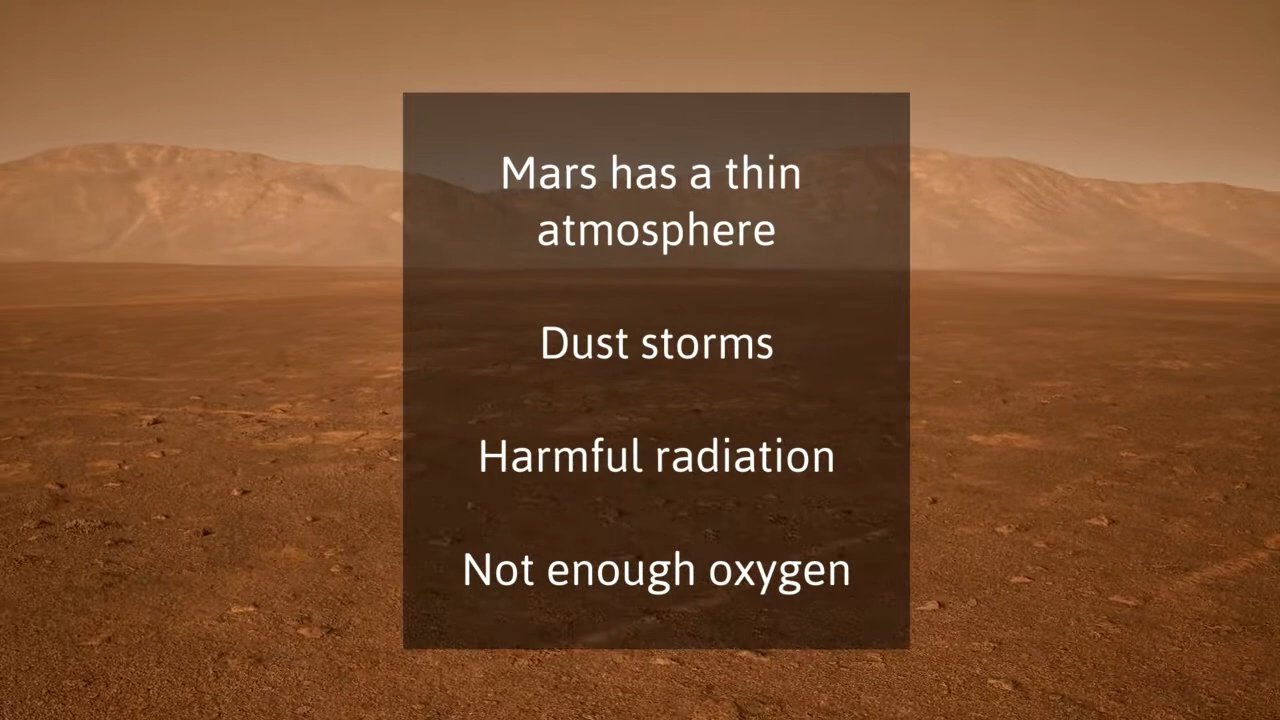 Mars has a thin
atmosphere
Dust storms
Harmful radiation
Not enough oxygen